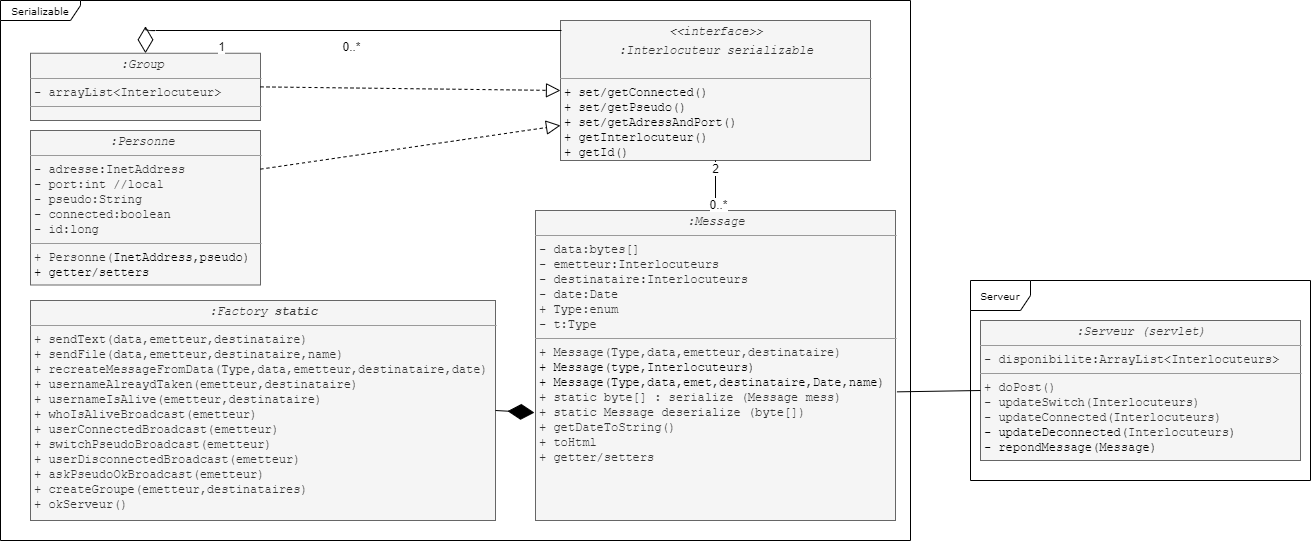 Serializable
1
0..*
<<interface>>
:Interlocuteur serializable
+ set/getConnected()
+ set/getPseudo()
+ set/getAdressAndPort()
+ getInterlocuteur()
+ getId()
:Group
- arrayList<Interlocuteur>
:Personne
- adresse:InetAddress
- port:int //local
- pseudo:String
- connected:boolean
- id:long
+ Personne(InetAddress,pseudo)
+ getter/setters
2
0..*
:Message
- data:bytes[]
- emetteur:Interlocuteurs
- destinataire:Interlocuteurs
- date:Date
+ Type:enum
- t:Type
+ Message(Type,data,emetteur,destinataire)
+ Message(type,Interlocuteurs)
+ Message(Type,data,emet,destinataire,Date,name)
+ static byte[] : serialize (Message mess)
+ static Message deserialize (byte[])
+ getDateToString()
+ toHtml
+ getter/setters
:Factory static
+ sendText(data,emetteur,destinataire)
+ sendFile(data,emetteur,destinataire,name)
+ recreateMessageFromData(Type,data,emetteur,destinataire,date)
+ usernameAlreaydTaken(emetteur,destinataire)
+ usernameIsAlive(emetteur,destinataire)
+ whoIsAliveBroadcast(emetteur)
+ userConnectedBroadcast(emetteur)
+ switchPseudoBroadcast(emetteur)
+ userDisconnectedBroadcast(emetteur)
+ askPseudoOkBroadcast(emetteur)
+ createGroupe(emetteur,destinataires)
+ okServeur()
Serveur
:Serveur (servlet)
- disponibilite:ArrayList<Interlocuteurs>
+ doPost()
- updateSwitch(Interlocuteurs)
- updateConnected(Interlocuteurs)
- updateDeconnected(Interlocuteurs)
- repondMessage(Message)